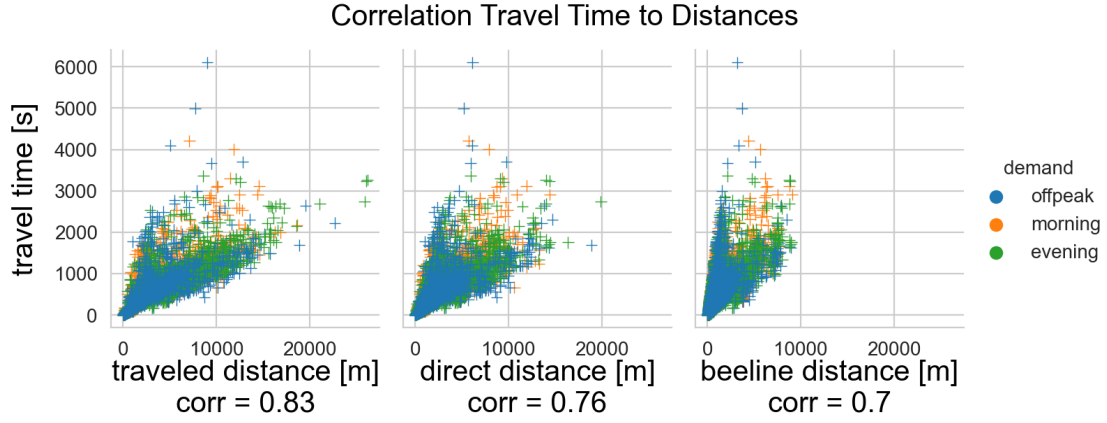 Correlation Travel Time to Distances
travel time [s]
6000
5000
4000
3000
2000
1000
0
0 10000 20000
traveled distance [m]
corr = 0.83
0 10000 20000
direct distance [m]
corr = 0.76
0 10000 20000
beeline distance [m]
corr = 0.7
demand
offpeak
morning
evening